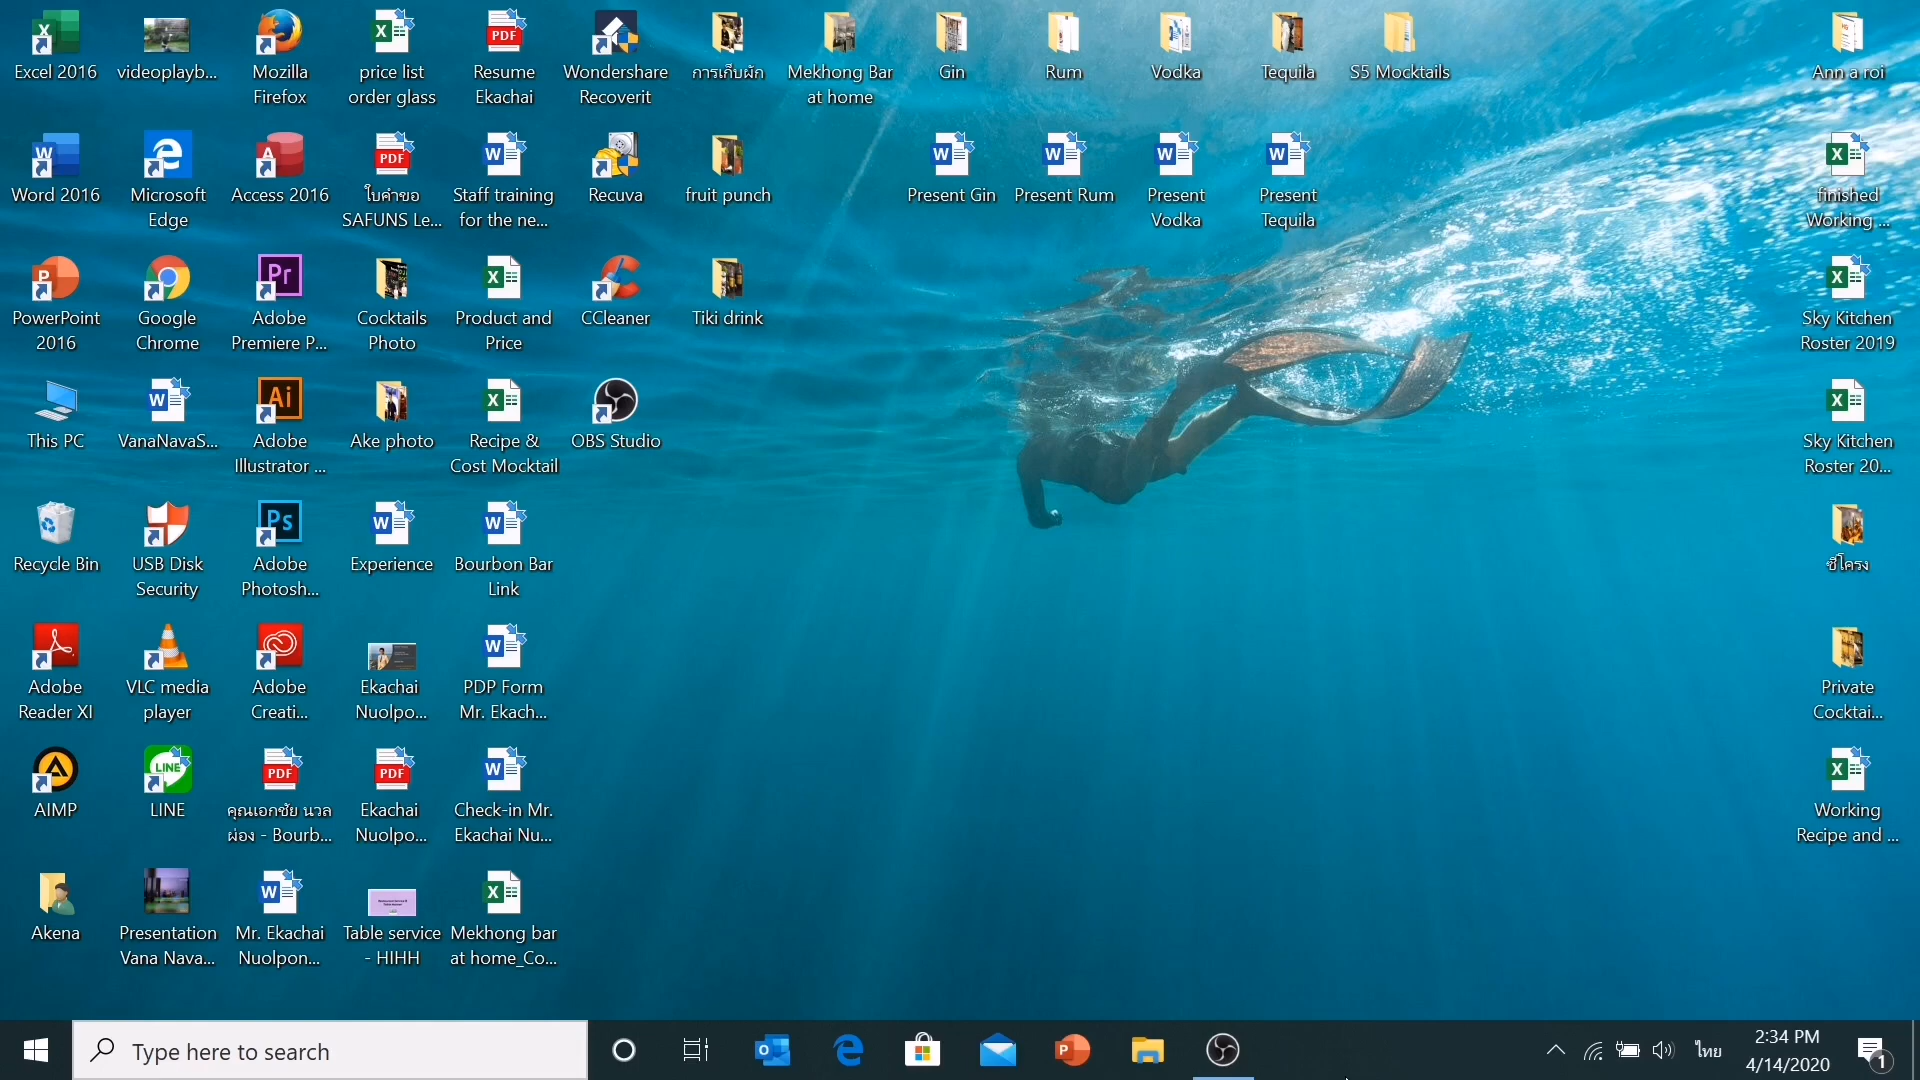 Excel 2016
videoplayb...
Mozilla
Firefox
price list
order glass
Resume
Ekachai
Wondershare
Recoverit
การเก็บผัก
Mekhong Bar
at home
Gin
Rum
Vodka
Tequila
S5 Mocktails
Ann a roi
Word 2016
Microsoft
Edge
Access 2016
ใบคำขอ
SAFUNS Le...
Staff training
for the ne...
Recuva
fruit punch
Present Gin
Present Rum
Present
Vodka
Present
Tequila
finished
Working ...
PowerPoint
2016
Google
Chrome
Adobe
Premiere P...
Cocktails
Photo
Product and
Price
CCleaner
Tiki drink
Sky Kitchen
Roster 2019
This PC
VanaNavaS...
Adobe
Illustrator ...
Ake photo
Recipe &
Cost Mocktail
OBS Studio
Sky Kitchen
Roster 20...
Recycle Bin
USB Disk
Security
Adobe
Photosh...
Experience
Bourbon Bar
Link
ซี่โครง
Adobe
Reader XI
VLC media
player
Adobe
Creati...
Ekachai
Nuolpo...
PDP Form
Mr. Ekach...
Private
Cocktai...
AIMP
LINE
คุณเอกชัย นวล
ผ่อง - Bourb...
Ekachai
Nuolpo...
Check-in Mr.
Ekachai Nu...
Working
Recipe and ...
Akena
Presentation
Vana Nava...
Mr. Ekachai
Nuolpon...
Table service
- HIHH
Mekhong bar
at home_Co...
Type here to search
ไทย
2:34 PM
4/14/2020
1